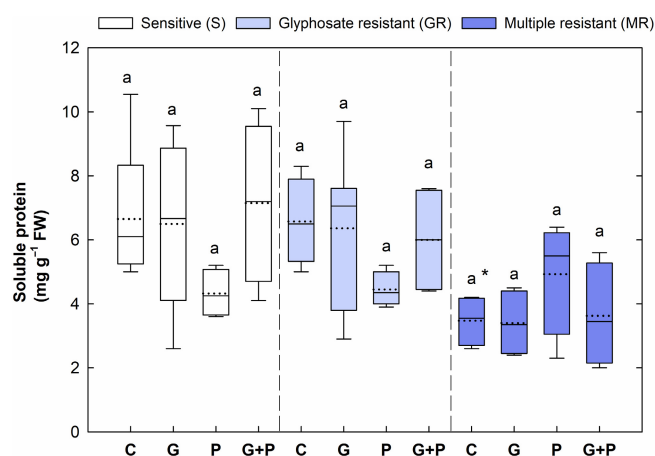 Sensitive (S) Glyphosate resistant (GR) Multiple resistant (MR)
Soluble protein
(mg g⁻¹ FW)
12
10
8
6
4
2
0
a a a a a a a a a * a a a
C G P G+P C G P G+P C G P G+P